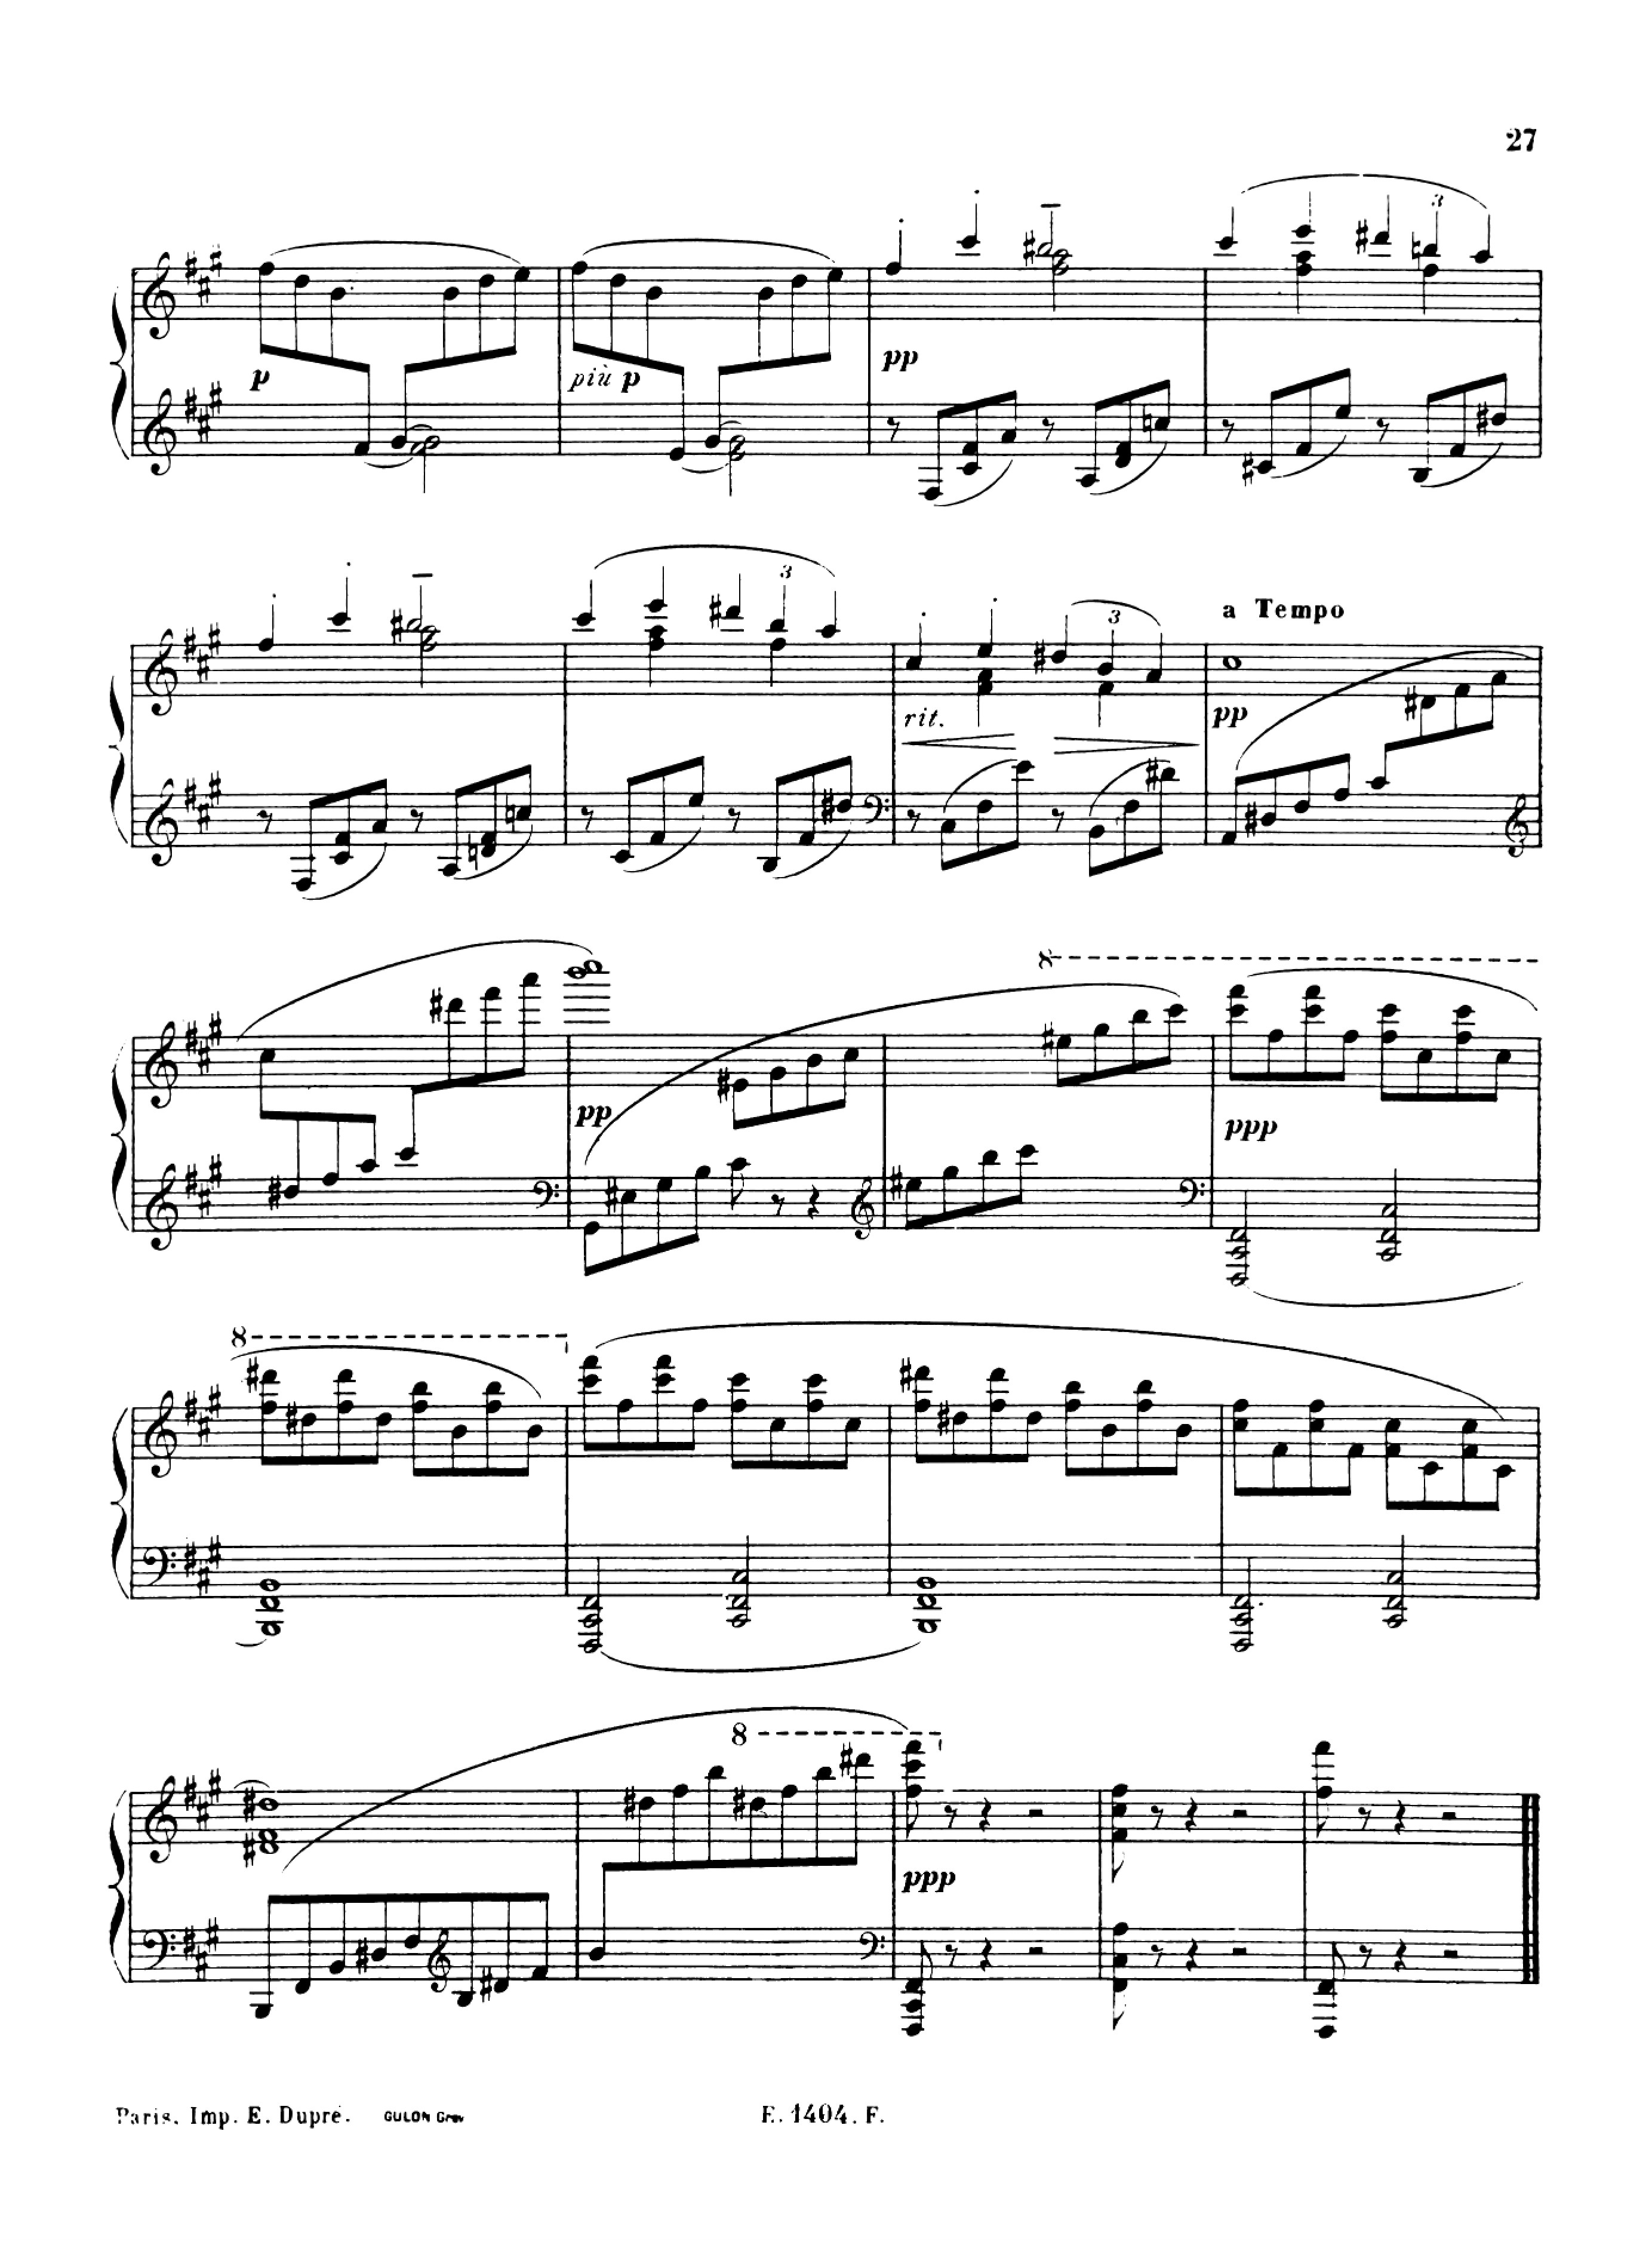 27
3
p
più p
pp
3
3
a Tempo
rit.
pp
8
pp
ppp
8
8
ppp
Paris. Imp. E. Dupré. GULON Grav E. 1404. F.